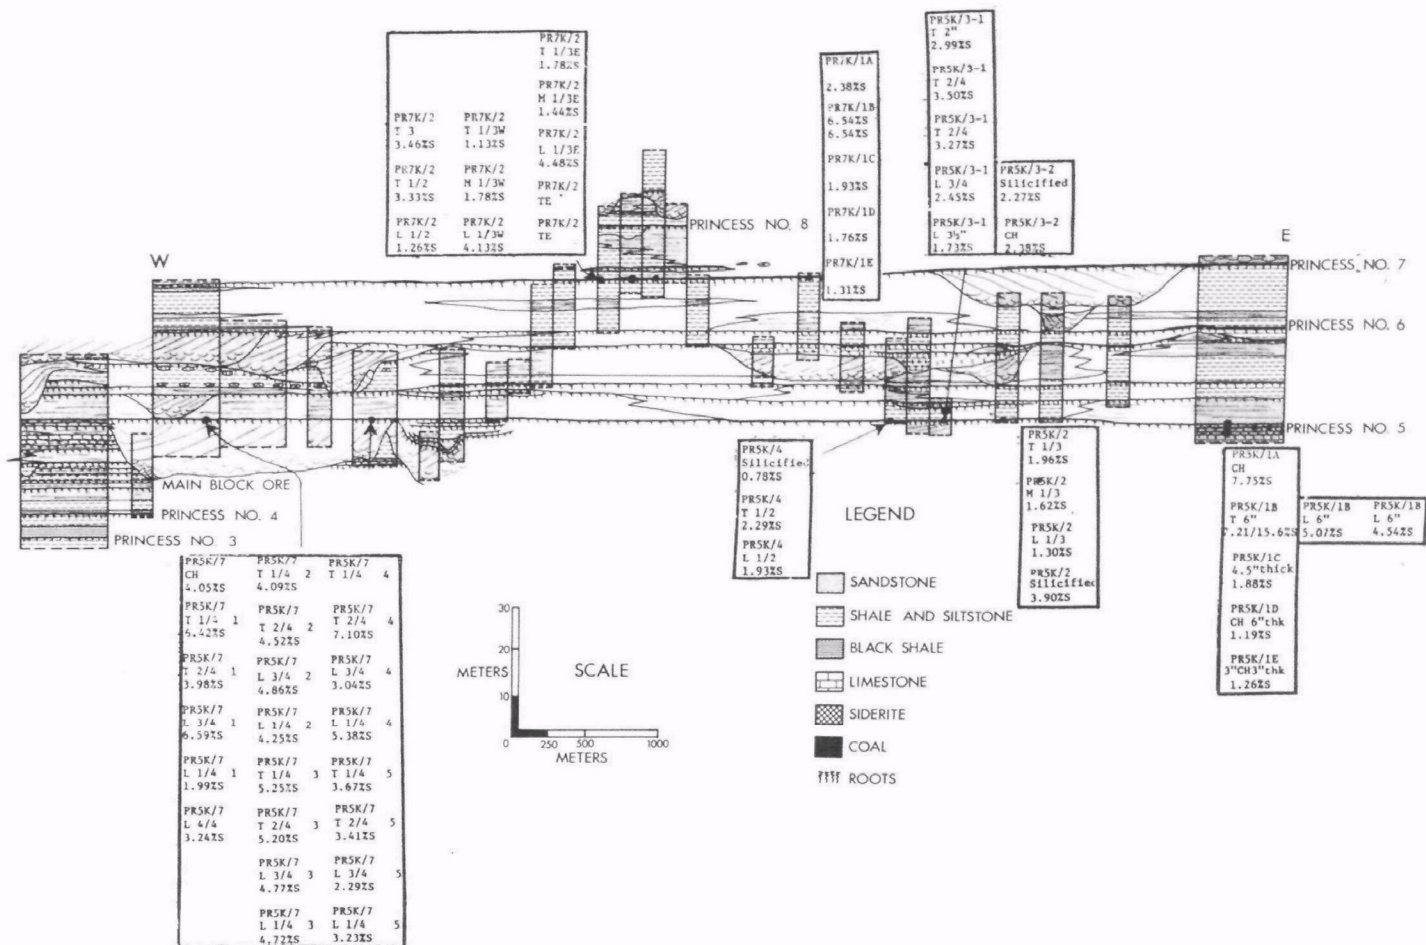 PR7K/2
T 1/3E
1.78%S
PR7K/2
M 1/3E
1.44%S
PR7K/2
T 3
3.46%S
PR7K/2
T 1/3W
1.13%S
PR7K/2
L 1/3E
4.48%S
PR7K/2
T 1/2
3.33%S
PR7K/2
M 1/3W
1.78%S
PR7K/2
TE
PR7K/2
L 1/2
1.26%S
PR7K/2
L 1/3W
4.13%S
PR7K/2
TE
PR7K/1A
2.38%S
PR7K/1B
6.54%S
6.54%S
PR7K/1C
1.93%S
PR7K/1D
1.76%S
PR7K/1E
1.31%S
PR5K/3-1
T 2"
2.99%S
PR5K/3-1
T 2/4
3.50%S
PR5K/3-1
T 2/4
3.27%S
PR5K/3-1
L 3/4
2.45%S
PR5K/3-1
L 3½"
1.73%S
PR5K/3-2
Silicified
2.27%S
PR5K/3-2
CH
2.38%S
W
E
PRINCESS NO. 8
PRINCESS NO. 7
PRINCESS NO. 6
PRINCESS NO. 5
MAIN BLOCK ORE
PRINCESS NO. 4
PRINCESS NO. 3
PR5K/4
Silicified
0.78%S
PR5K/4
T 1/2
2.29%S
PR5K/4
L 1/2
1.93%S
PR5K/2
T 1/3
1.96%S
PR5K/2
M 1/3
1.62%S
PR5K/2
L 1/3
1.30%S
PR5K/2
Silicified
3.90%S
PR5K/1A
CH
7.75%S
PR5K/1B
T 6"
7.21/15.6%S
PR5K/1B
L 6"
5.07%S
PR5K/1B
L 6"
4.54%S
PR5K/1C
4.5"thick
1.88%S
PR5K/1D
CH 6"thk
1.19%S
PR5K/1E
3"CH3"thk
1.26%S
LEGEND
SANDSTONE
SHALE AND SILTSTONE
BLACK SHALE
LIMESTONE
SIDERITE
COAL
ROOTS
30
20
10
METERS
SCALE
0 250 500 1000
METERS
PR5K/7
CH
4.05%S
PR5K/7
T 1/4 2
4.09%S
PR5K/7
T 1/4 4
PR5K/7
T 1/4 1
6.42%S
PR5K/7
T 2/4 2
4.52%S
PR5K/7
T 2/4 4
7.10%S
PR5K/7
T 2/4 1
3.98%S
PR5K/7
L 3/4 2
4.86%S
PR5K/7
L 3/4 4
3.04%S
PR5K/7
L 3/4 1
6.59%S
PR5K/7
L 1/4 2
4.25%S
PR5K/7
L 1/4 4
5.38%S
PR5K/7
L 1/4 1
1.99%S
PR5K/7
T 1/4 3
5.25%S
PR5K/7
T 1/4 5
3.67%S
PR5K/7
L 4/4
3.24%S
PR5K/7
T 2/4 3
5.20%S
PR5K/7
T 2/4 5
3.41%S
PR5K/7
L 3/4 3
4.77%S
PR5K/7
L 3/4 5
2.29%S
PR5K/7
L 1/4 3
4.72%S
PR5K/7
L 1/4 5
3.23%S